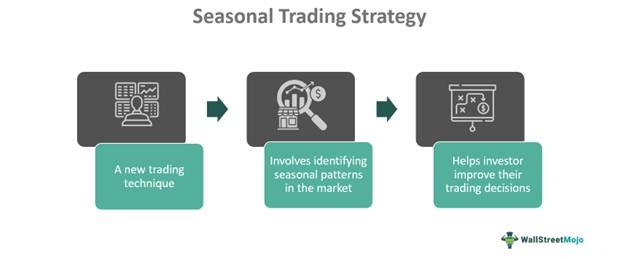 Seasonal Trading Strategy
A new trading
technique
Involves identifying
seasonal patterns
in the market
Helps investor
improve their
trading decisions
WallStreetMojo